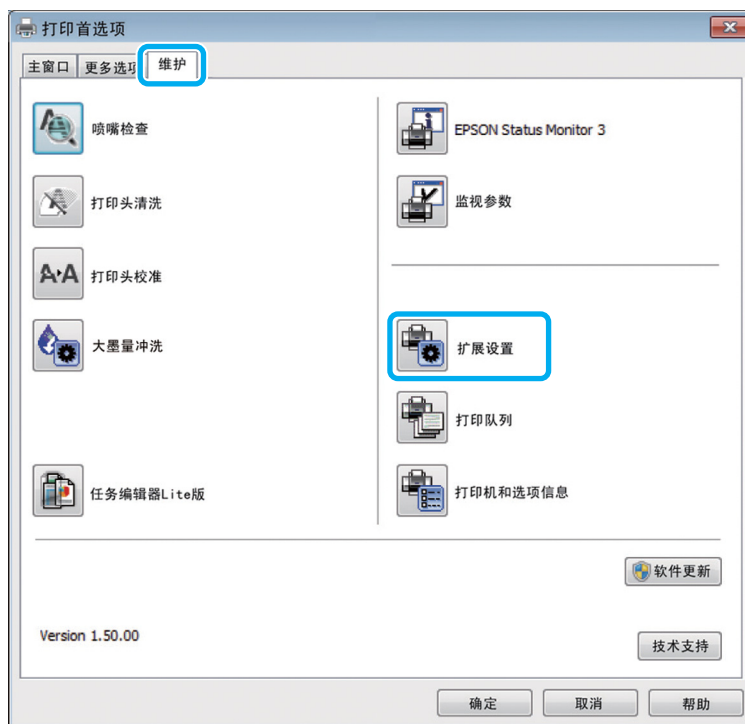 打印首选项
主窗口 更多选项 维护
喷嘴检查
打印头清洗
打印头校准
大墨量冲洗
任务编辑器Lite版
EPSON Status Monitor 3
监视参数
扩展设置
打印队列
打印机和选项信息
软件更新
Version 1.50.00
技术支持
确定 取消 帮助